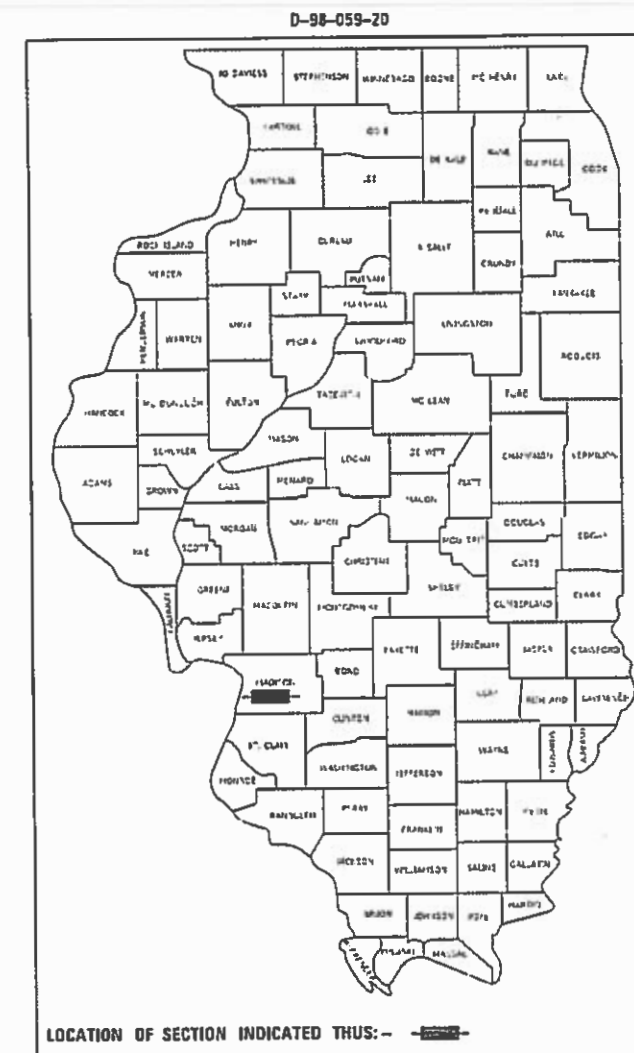 D-98-059-20
JO DAVIESS STEPHENSON WINNEBAGO BOONE MC HENRY LAKE
CARROLL OGLE
DE KALB KANE DU PAGE COOK
WHITESIDE LEE
KENDALL WILL
ROCK ISLAND HENRY BUREAU LA SALLE GRUNDY
MERCER PUTNAM
STARK MARSHALL KANKAKEE
HENDERSON WARREN KNOX PEORIA WOODFORD LIVINGSTON IROQUOIS
HANCOCK MC DONOUGH FULTON TAZEWELL MC LEAN FORD
MASON
SCHUYLER LOGAN DE WITT CHAMPAIGN VERMILION
ADAMS BROWN CASS MENARD MACON PIATT
MORGAN SANGAMON DOUGLAS EDGAR
PIKE SCOTT CHRISTIAN MOULTRIE COLES
GREENE MACOUPIN MONTGOMERY SHELBY CUMBERLAND CLARK
CALHOUN JERSEY FAYETTE EFFINGHAM JASPER CRAWFORD
MADISON BOND CLAY RICHLAND LAWRENCE
CLINTON MARION
ST. CLAIR WAYNE
MONROE WASHINGTON JEFFERSON
RANDOLPH PERRY HAMILTON WHITE
FRANKLIN
JACKSON WILLIAMSON SALINE GALLATIN
UNION JOHNSON POPE HARDIN
PULASKI MASSAC
LOCATION OF SECTION INDICATED THUS:-